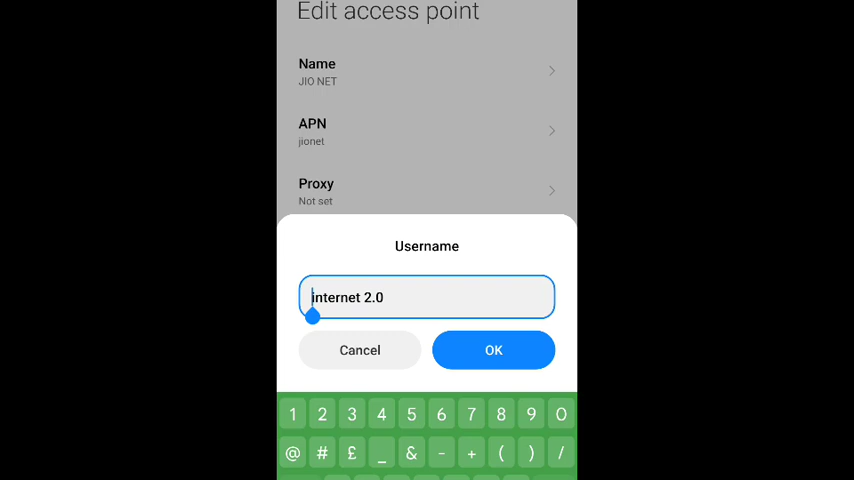 Edit access point
Name
JIO NET
APN
jionet
Proxy
Not set
Username
internet 2.0
Cancel
OK
1 2 3 4 5 6 7 8 9 0
@ # £ _ & - + ( ) /